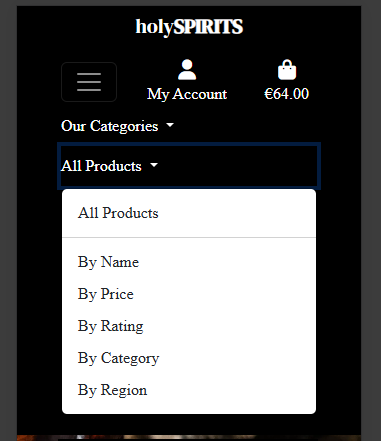 holySPIRITS
My Account €64.00
Our Categories
All Products
All Products
By Name
By Price
By Rating
By Category
By Region